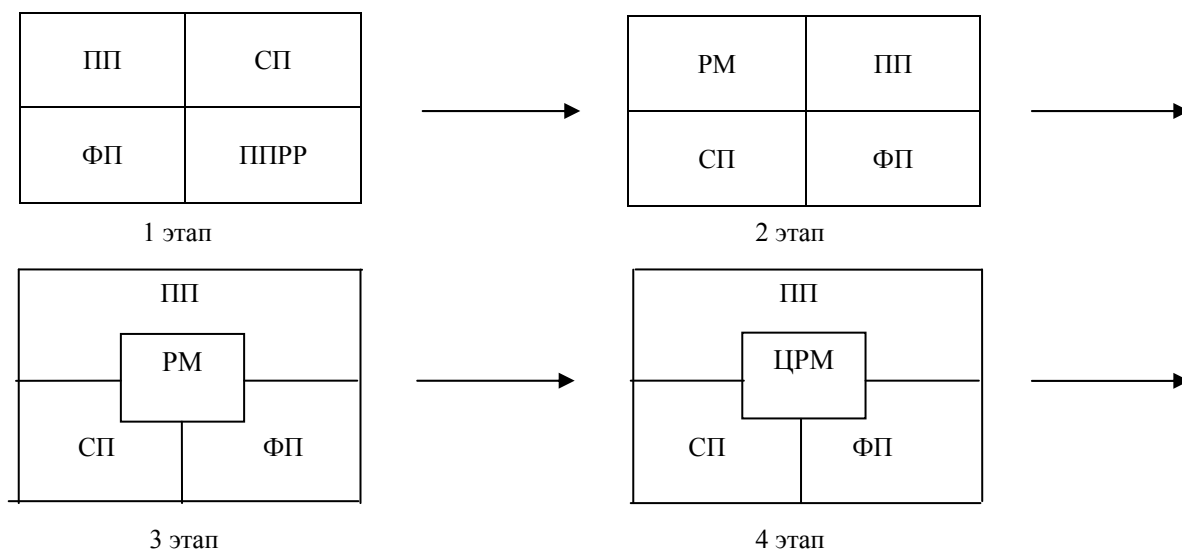 ПП СП РМ ПП
ФП ППРР СП ФП
1 этап 2 этап
ПП ПП
РМ ЦРМ
СП ФП СП ФП
3 этап 4 этап